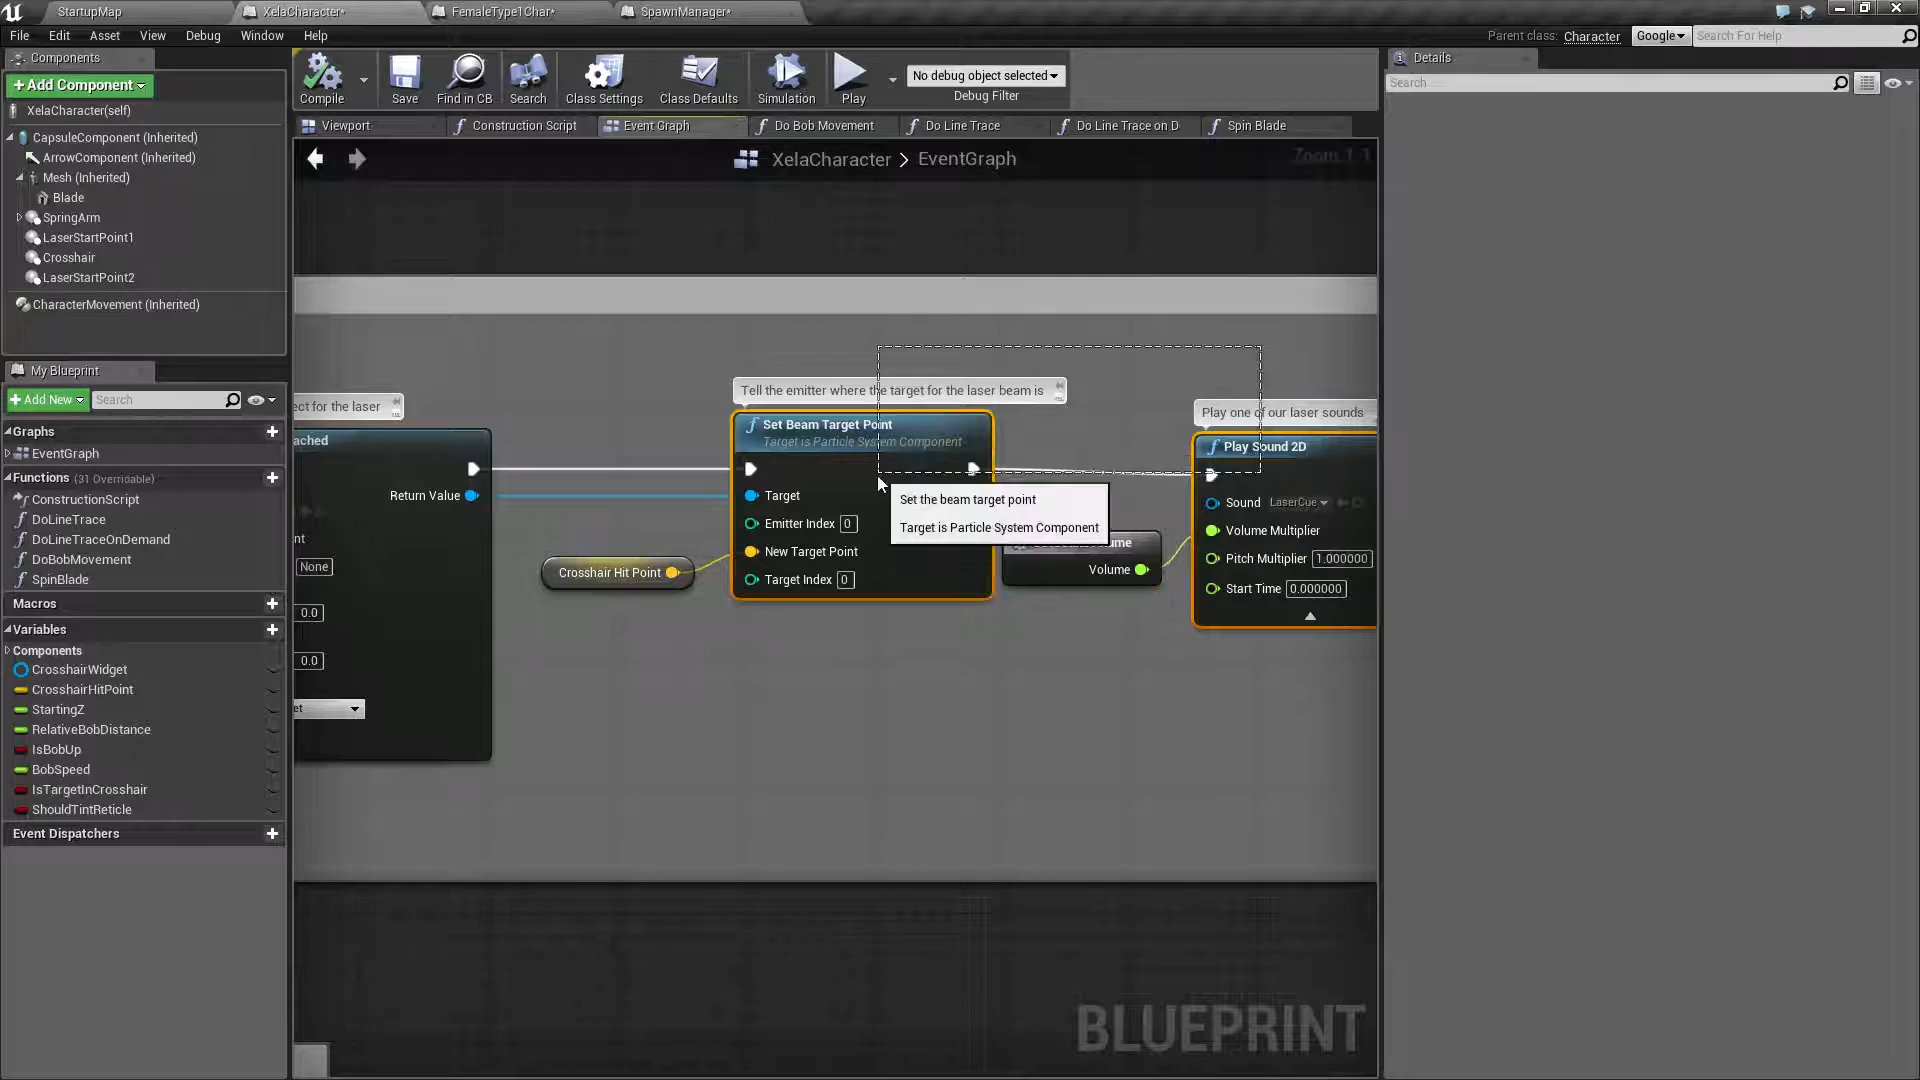 StartupMap
XelaCharacter*
FemaleType1Char*
SpawnManager*
File
Edit
Asset
View
Debug
Window
Help
Parent class:
Character
Google
Search For Help
Components
Add Component
XelaCharacter(self)
CapsuleComponent (Inherited)
ArrowComponent (Inherited)
Mesh (Inherited)
Blade
SpringArm
LaserStartPoint1
Crosshair
LaserStartPoint2
CharacterMovement (Inherited)
My Blueprint
Add New
Search
Graphs
EventGraph
Functions (31 Overridable)
ConstructionScript
DoLineTrace
DoLineTraceOnDemand
DoBobMovement
SpinBlade
Macros
Variables
Components
CrosshairWidget
CrosshairHitPoint
StartingZ
RelativeBobDistance
IsBobUp
BobSpeed
IsTargetInCrosshair
ShouldTintReticle
Event Dispatchers
Compile
Save
Find in CB
Search
Class Settings
Class Defaults
Simulation
Play
No debug object selected
Debug Filter
Viewport
Construction Script
Event Graph
Do Bob Movement
Do Line Trace
Do Line Trace on D
Spin Blade
XelaCharacter > EventGraph
Zoom 1:1
ect for the laser
ached
Return Value
nt
None
0.0
0.0
et
Crosshair Hit Point
Tell the emitter where the target for the laser beam is
Set Beam Target Point
Target is Particle System Component
Target
Emitter Index 0
New Target Point
Target Index 0
Set the beam target point
Target is Particle System Component
Volume
Play one of our laser sounds
Play Sound 2D
Sound LaserCue
Volume Multiplier
Pitch Multiplier 1.000000
Start Time 0.000000
BLUEPRINT
Details
Search